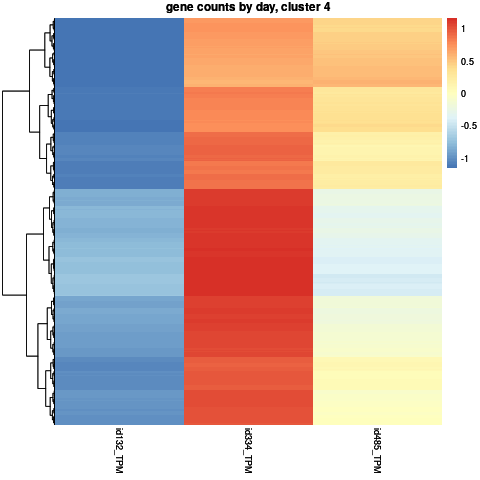 gene counts by day, cluster 4
1
0.5
0
-0.5
-1
id132_TPM
id334_TPM
id485_TPM